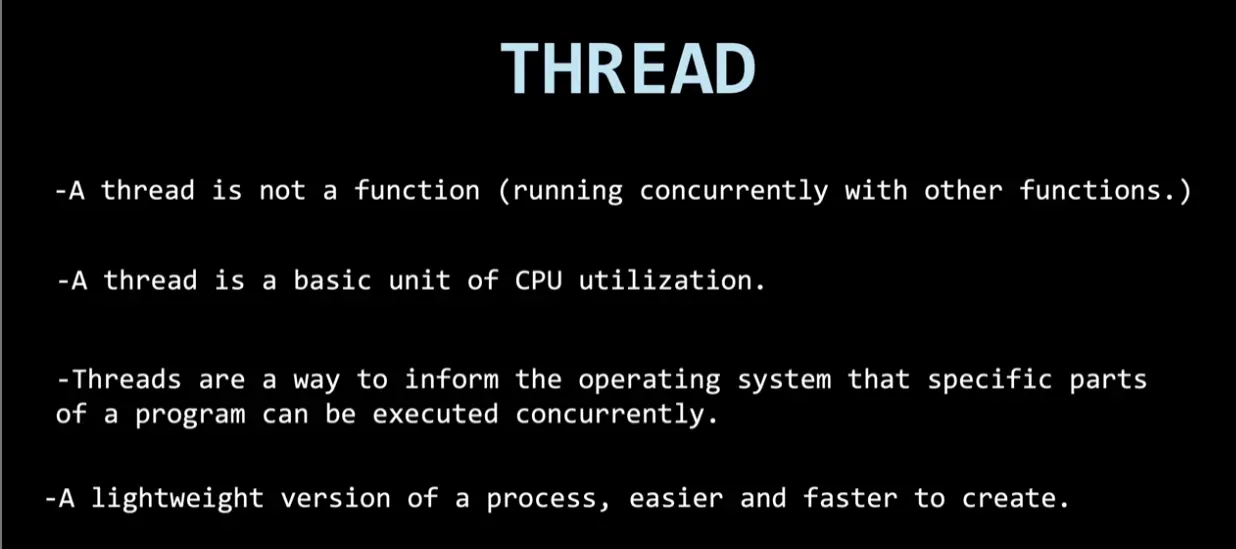 THREAD
-A thread is not a function (running concurrently with other functions.)
-A thread is a basic unit of CPU utilization.
-Threads are a way to inform the operating system that specific parts
of a program can be executed concurrently.
-A lightweight version of a process, easier and faster to create.